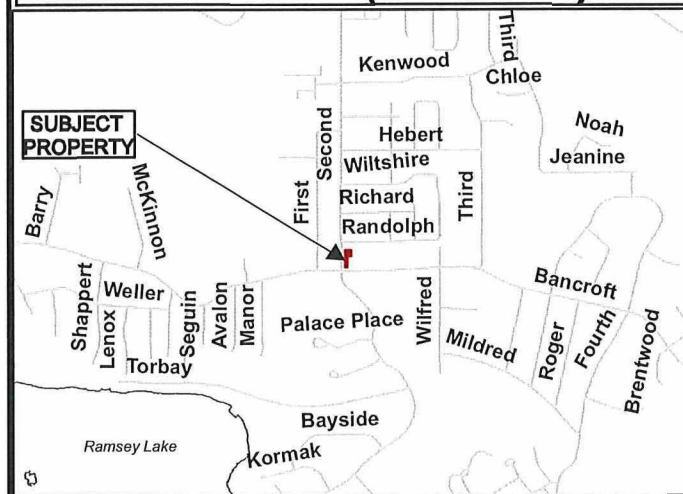 Third
Kenwood
Chloe
SUBJECT
PROPERTY
Second
Hebert
Noah
Wiltshire
Jeanine
Barry
McKinnon
First
Richard
Third
Randolph
Shappert
Weller
Lenox
Seguin
Avalon
Manor
Palace Place
Wilfred
Bancroft
Mildred
Roger
Fourth
Brentwood
Torbay
Bayside
Ramsey Lake
Kormak